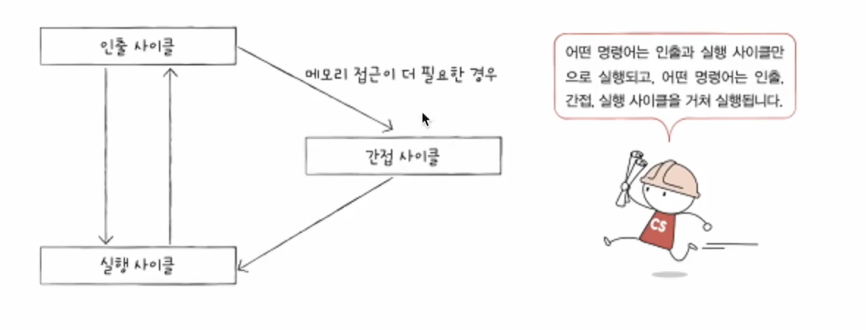 인출 사이클
메모리 접근이 더 필요한 경우
간접 사이클
실행 사이클
어떤 명령어는 인출과 실행 사이클만
으로 실행되고, 어떤 명령어는 인출,
간접, 실행 사이클을 거쳐 실행됩니다.
CS